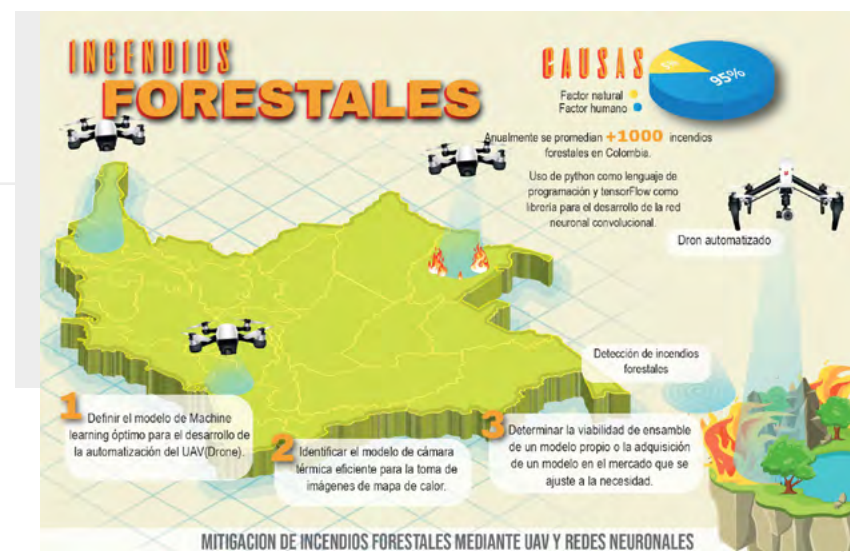 INCENDIOS
FORESTALES
CAUSAS
5%
95%
Factor natural
Factor humano
Anualmente se promedian +1000 incendios
forestales en Colombia.
Uso de python como lenguaje de
programación y tensorFlow como
librería para el desarrollo de la red
neuronal convolucional.
Dron automatizado
Detección de incendios
forestales
1
Definir el modelo de Machine
learning óptimo para el desarrollo de
la automatización del UAV(Drone).
2
Identificar el modelo de cámara
térmica eficiente para la toma de
imágenes de mapa de calor.
3
Determinar la viabilidad de ensamble
de un modelo propio o la adquisición
de un modelo en el mercado que se
ajuste a la necesidad.
MITIGACION DE INCENDIOS FORESTALES MEDIANTE UAV Y REDES NEURONALES